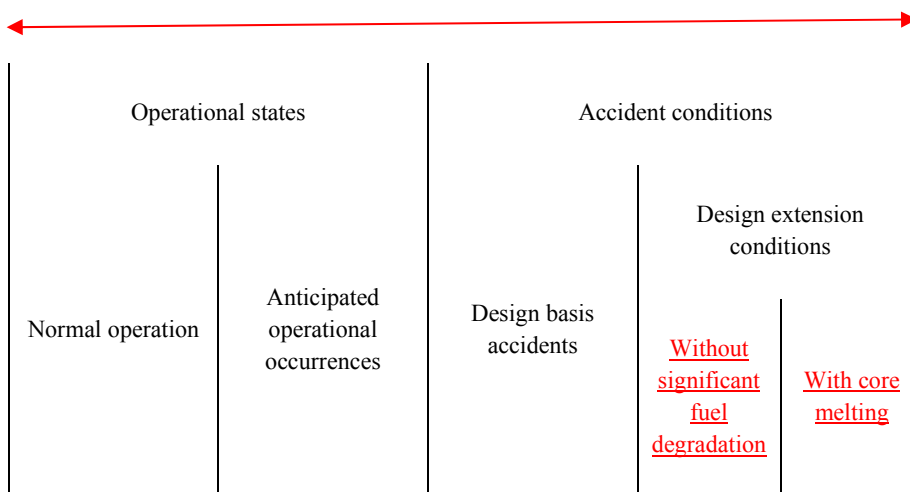 Operational states
Accident conditions
Normal operation
Anticipated
operational
occurrences
Design basis
accidents
Design extension
conditions
Without
significant
fuel
degradation
With core
melting